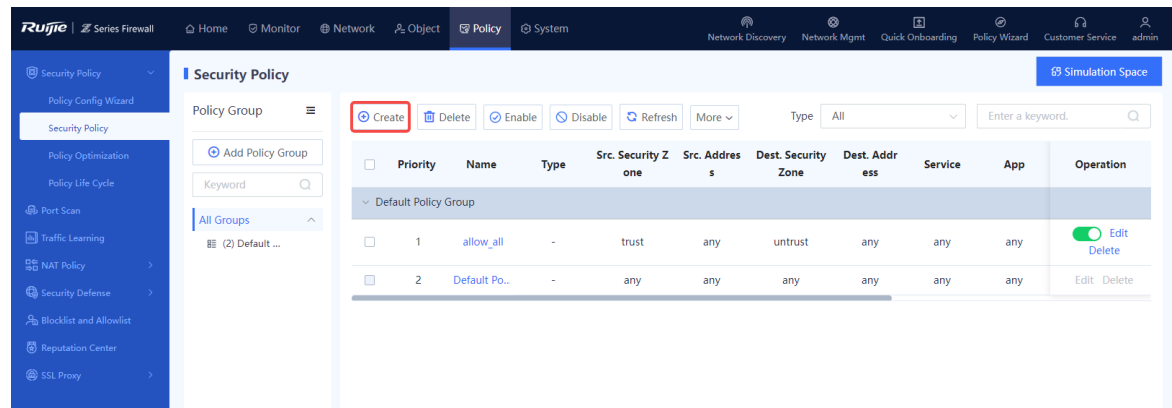 Ruijie | Z Series Firewall Home Monitor Network Object Policy System Network Discovery Network Mgmt Quick Onboarding Policy Wizard Customer Service admin
Security Policy
Policy Config Wizard
Security Policy
Policy Optimization
Policy Life Cycle
Port Scan
Traffic Learning
NAT Policy
Security Defense
Blocklist and Allowlist
Reputation Center
SSL Proxy
Security Policy Simulation Space
Policy Group
Add Policy Group
Keyword
All Groups
(2) Default ...
Create Delete Enable Disable Refresh More Type All Enter a keyword.
Priority Name Type Src. Security Z Src. Addres Dest. Security Dest. Addr Service App Operation
one s Zone ess
Default Policy Group
1 allow_all - trust any untrust any any any Edit
Delete
2 Default Po.. - any any any any any any Edit Delete